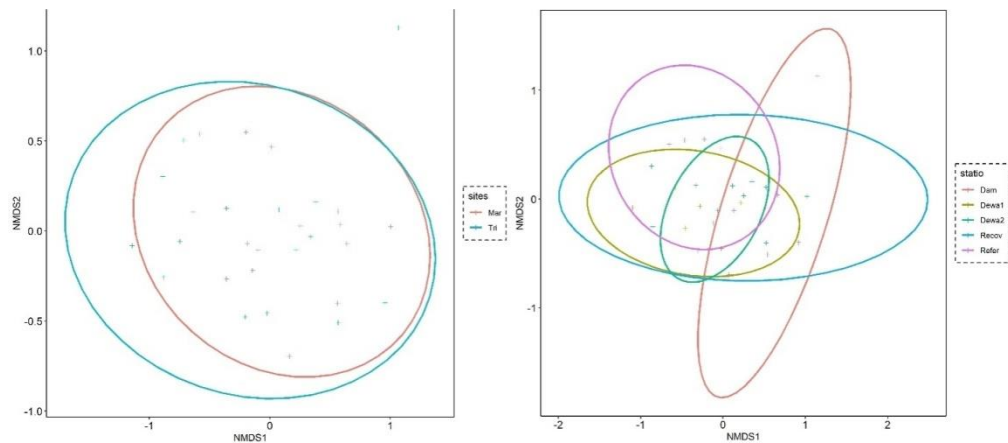 1.0
0.5
0.0
-0.5
-1.0
NMDS2
-1
0
1
NMDS1
sites
Mar
Tri
1
0
-1
NMDS2
-2
-1
0
1
2
NMDS1
statio
Dam
Dewa1
Dewa2
Recov
Refer